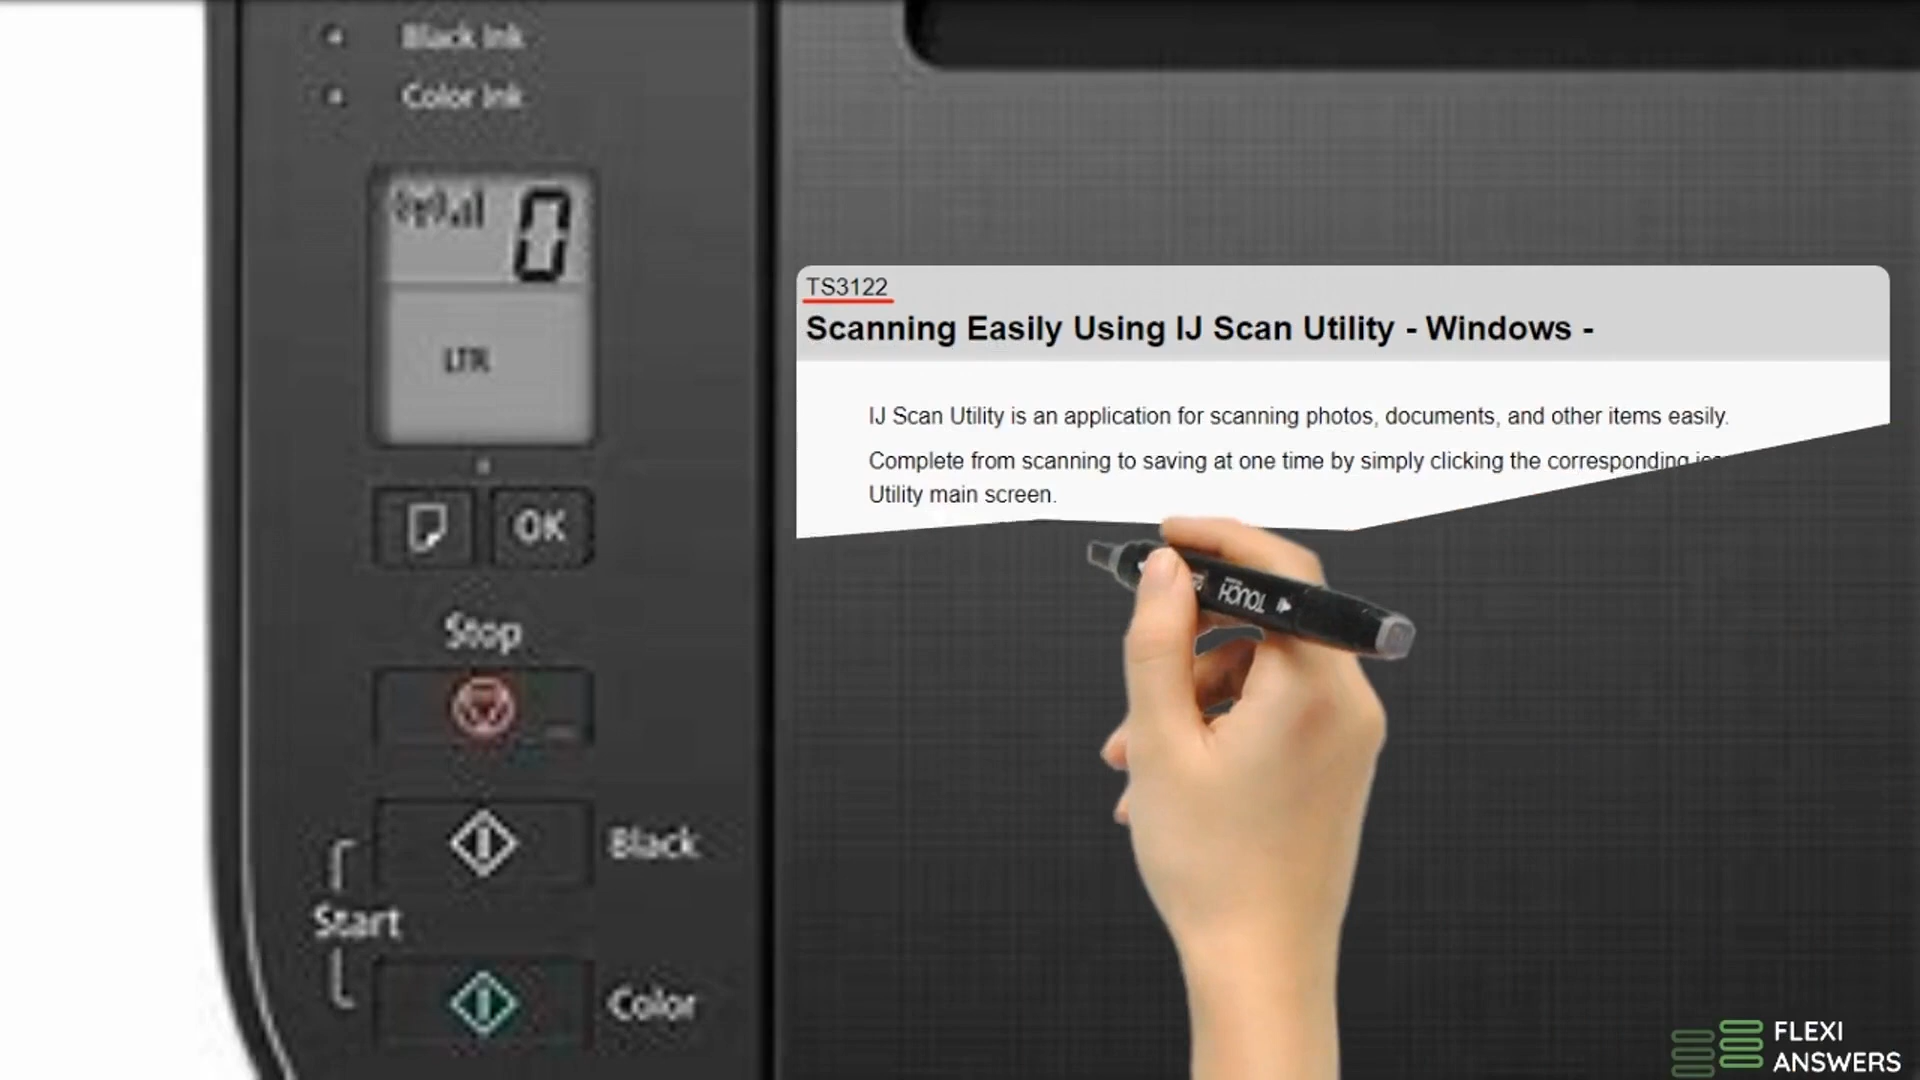 Black Ink
Color Ink
0
LTR
OK
Stop
Black
Start
Color
TS3122
Scanning Easily Using IJ Scan Utility - Windows -
IJ Scan Utility is an application for scanning photos, documents, and other items easily.
Complete from scanning to saving at one time by simply clicking the corresponding
Utility main screen.
TOUCH
FLEXI
ANSWERS